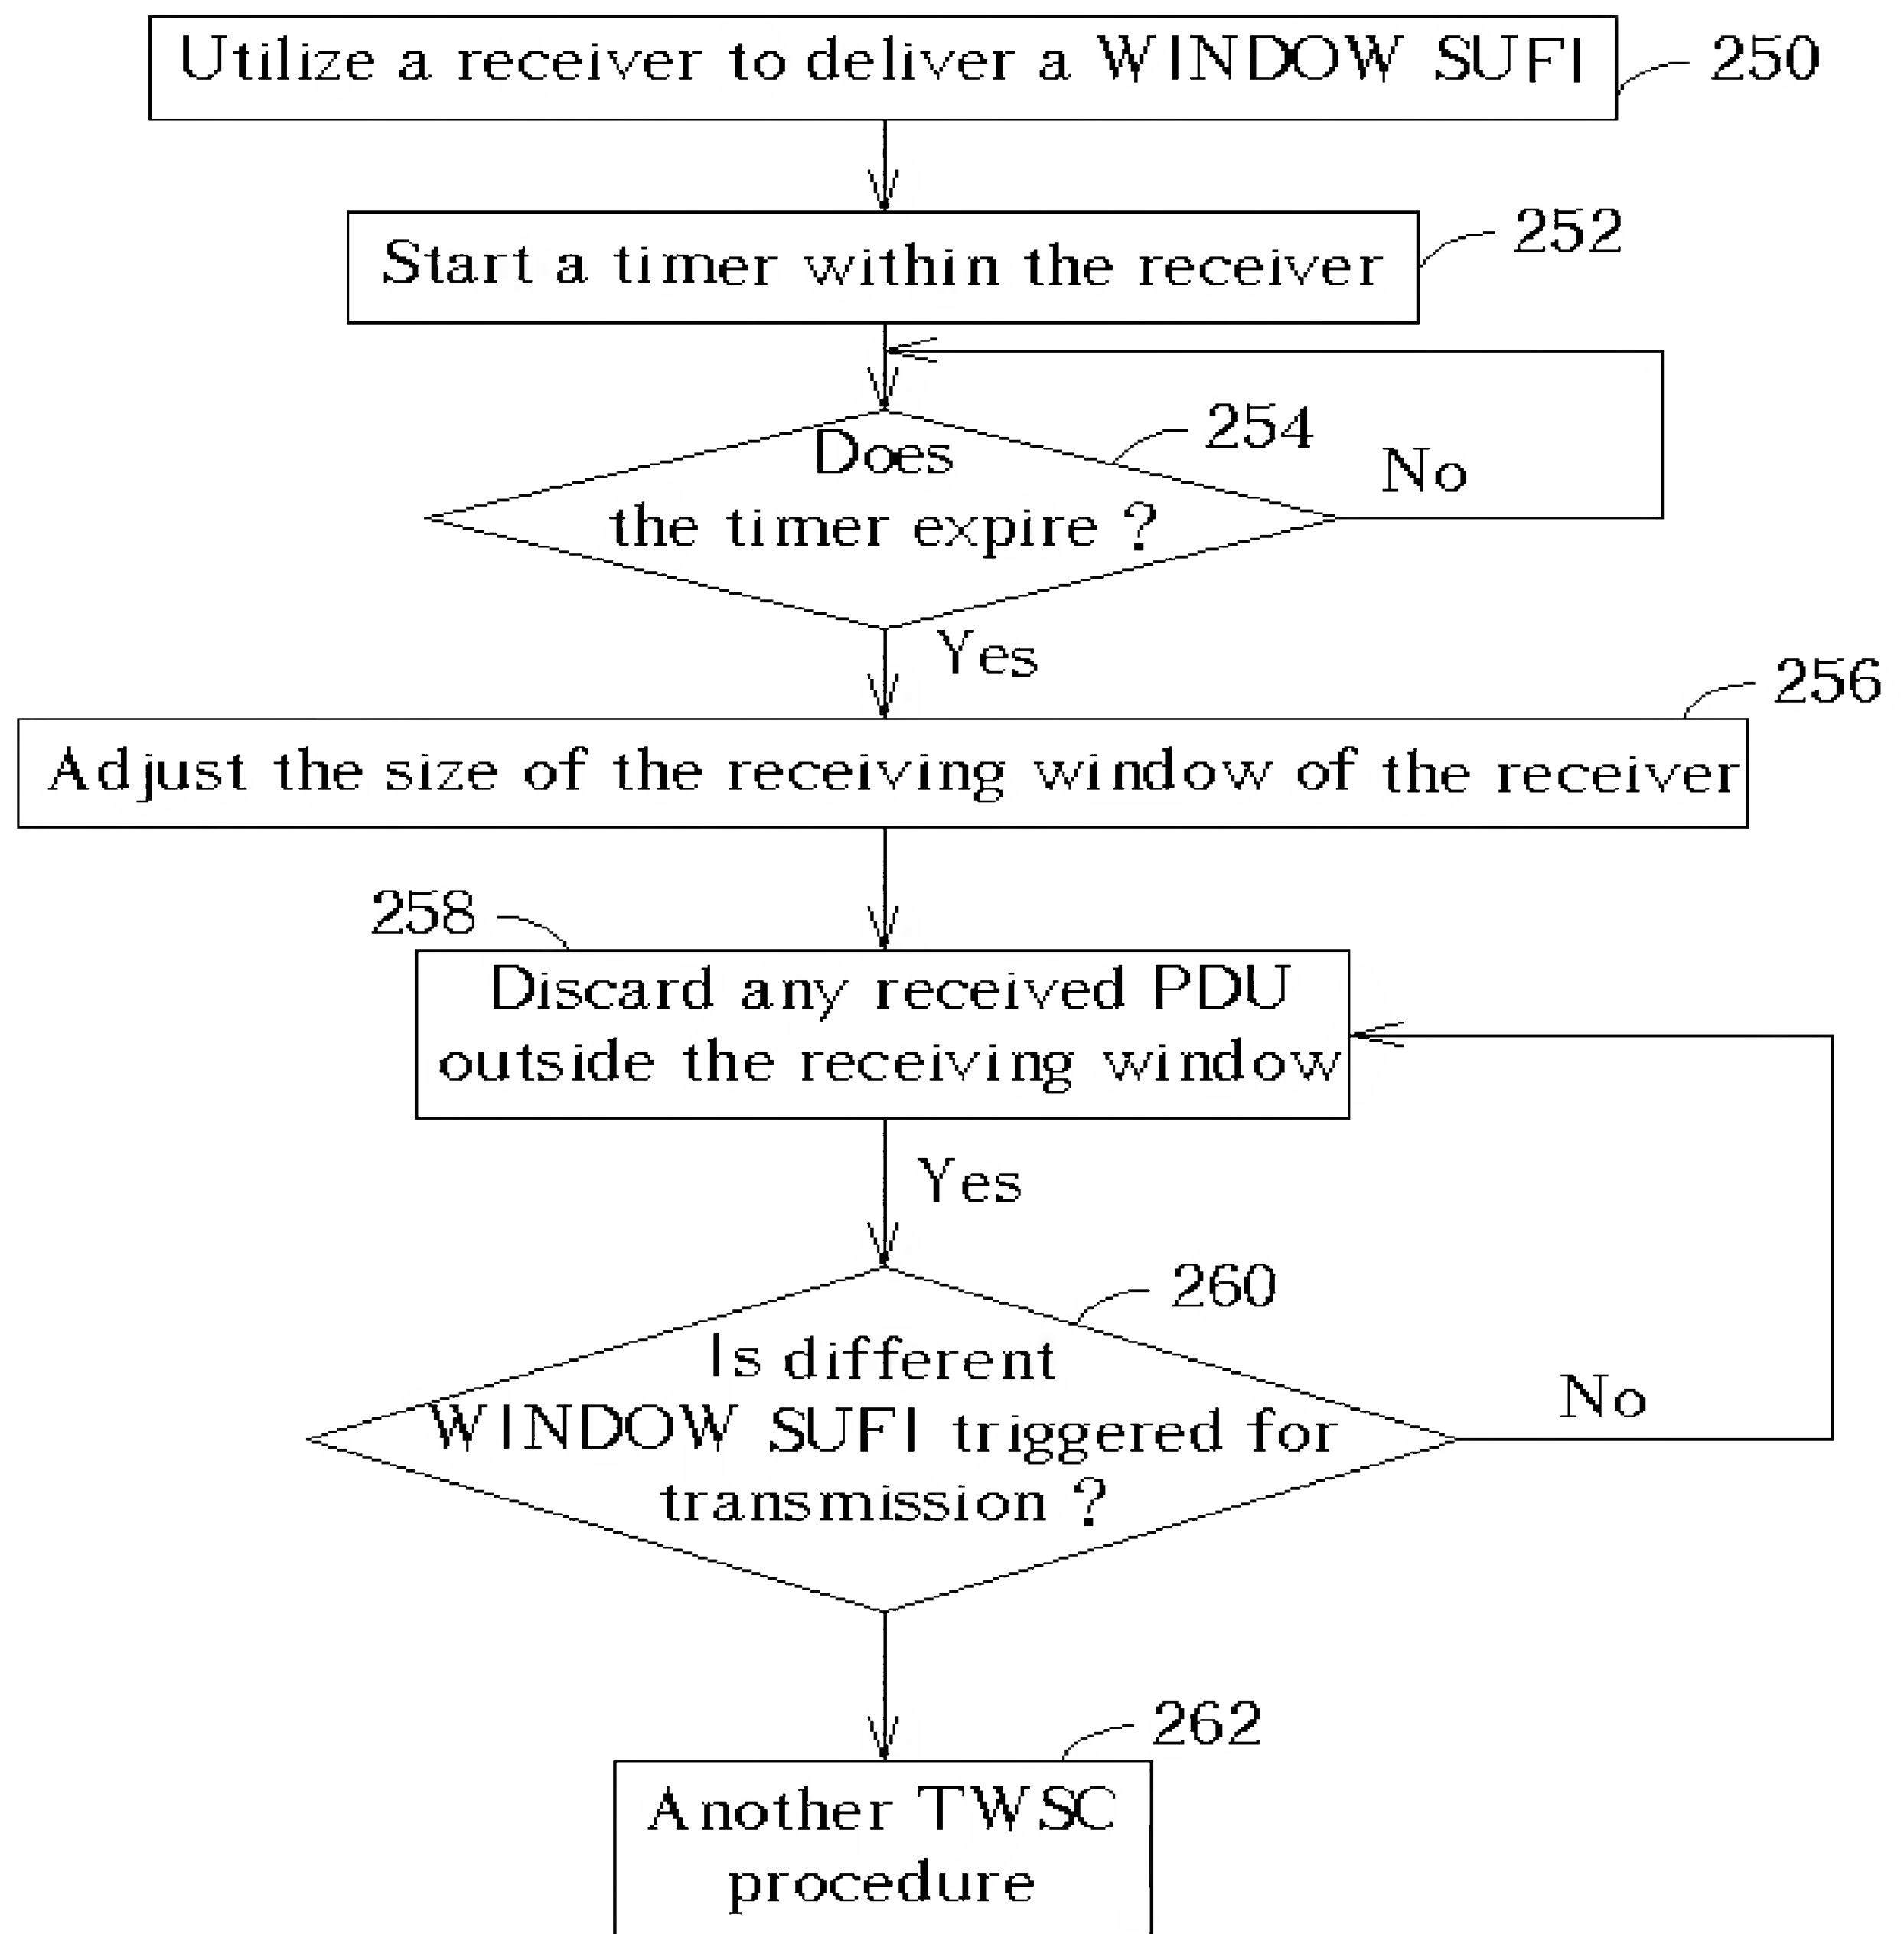 Utilize a receiver to deliver a WINDOW SUFI
250
Start a timer within the receiver
252
Does
the timer expire ?
254
No
Yes
256
Adjust the size of the receiving window of the receiver
258
Discard any received PDU
outside the receiving window
Yes
260
Is different
WINDOW SUFI triggered for
transmission ?
No
262
Another TWSC
procedure